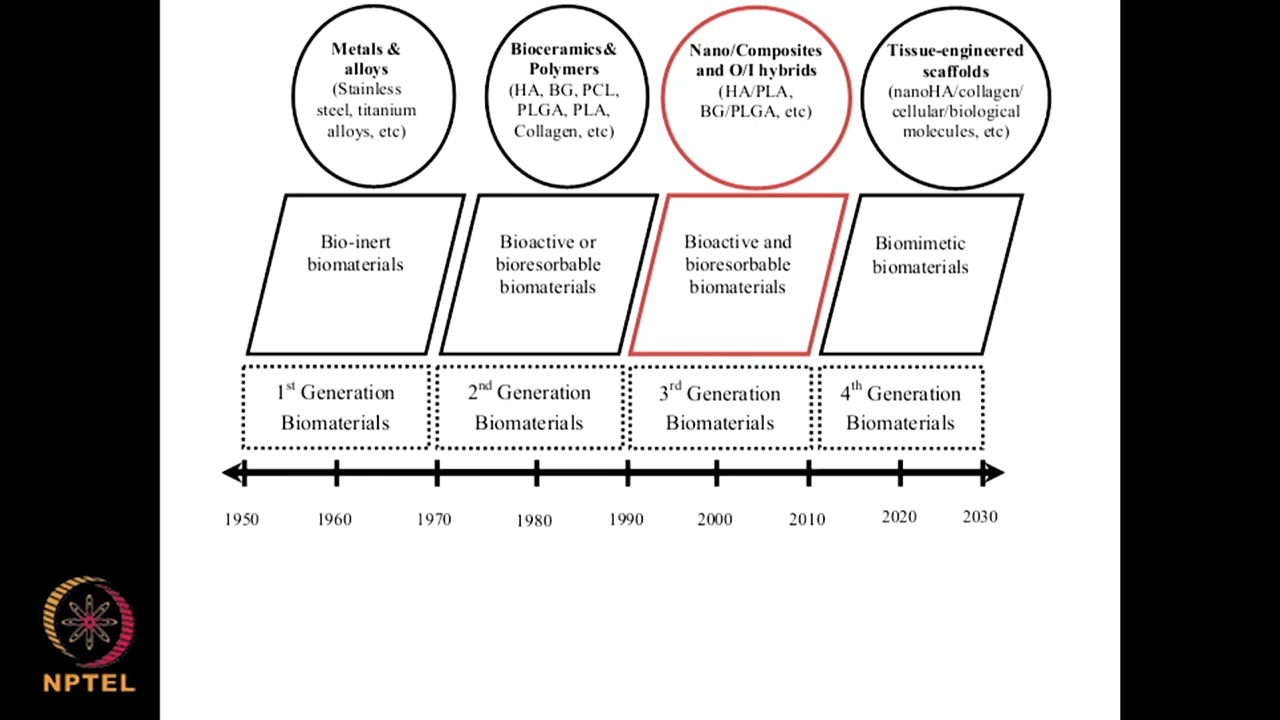 Metals &
alloys
(Stainless
steel, titanium
alloys, etc)
Bioceramics&
Polymers
(HA, BG, PCL,
PLGA, PLA,
Collagen, etc)
Nano/Composites
and O/I hybrids
(HA/PLA,
BG/PLGA, etc)
Tissue-engineered
scaffolds
(nanoHA/collagen/
cellular/biological
molecules, etc)
Bio-inert
biomaterials
Bioactive or
bioresorbable
biomaterials
Bioactive and
bioresorbable
biomaterials
Biomimetic
biomaterials
1st Generation
Biomaterials
2nd Generation
Biomaterials
3rd Generation
Biomaterials
4th Generation
Biomaterials
1950 1960 1970 1980 1990 2000 2010 2020 2030
NPTEL